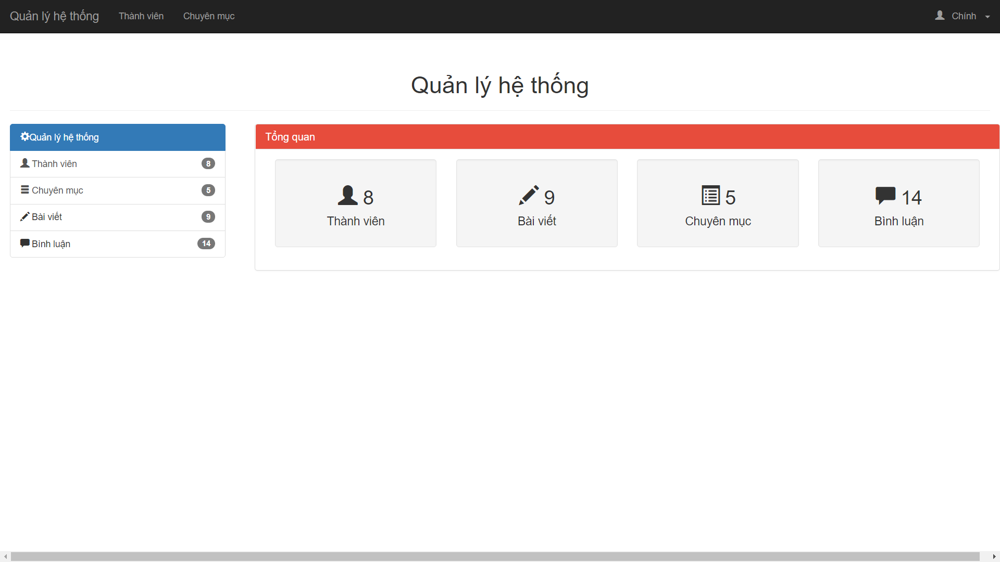 Quản lý hệ thống Thành viên Chuyên mục Chính
Quản lý hệ thống
Quản lý hệ thống
Thành viên 8
Chuyên mục 5
Bài viết 9
Bình luận 14
Tổng quan
8
Thành viên
9
Bài viết
5
Chuyên mục
14
Bình luận